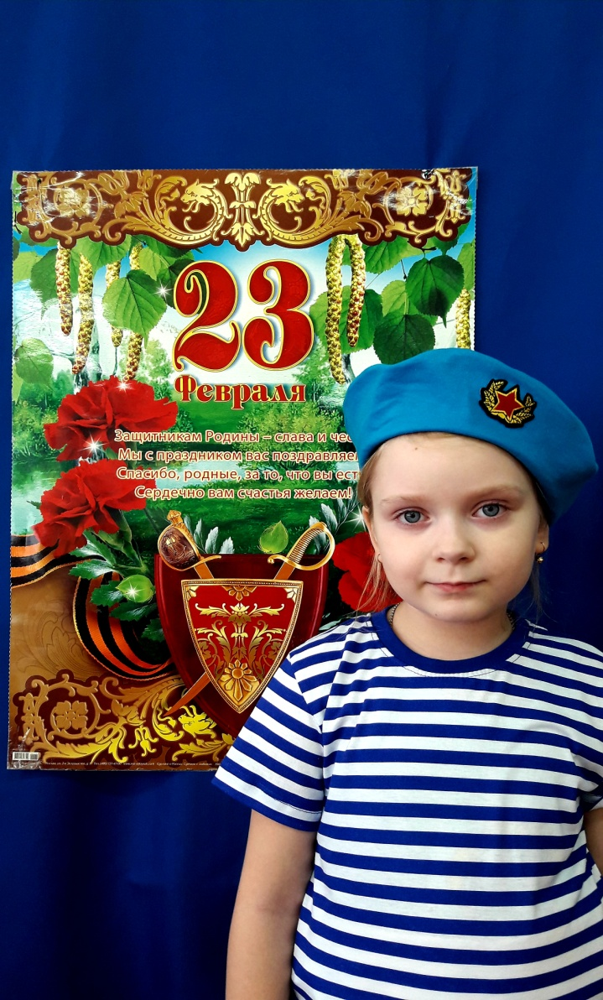 23
Февраля
Защитникам Родины – слава и чес
Мы с праздником вас поздравляе
Спасибо, родные, за то, что вы ест
Сердечно вам счастья желаем!